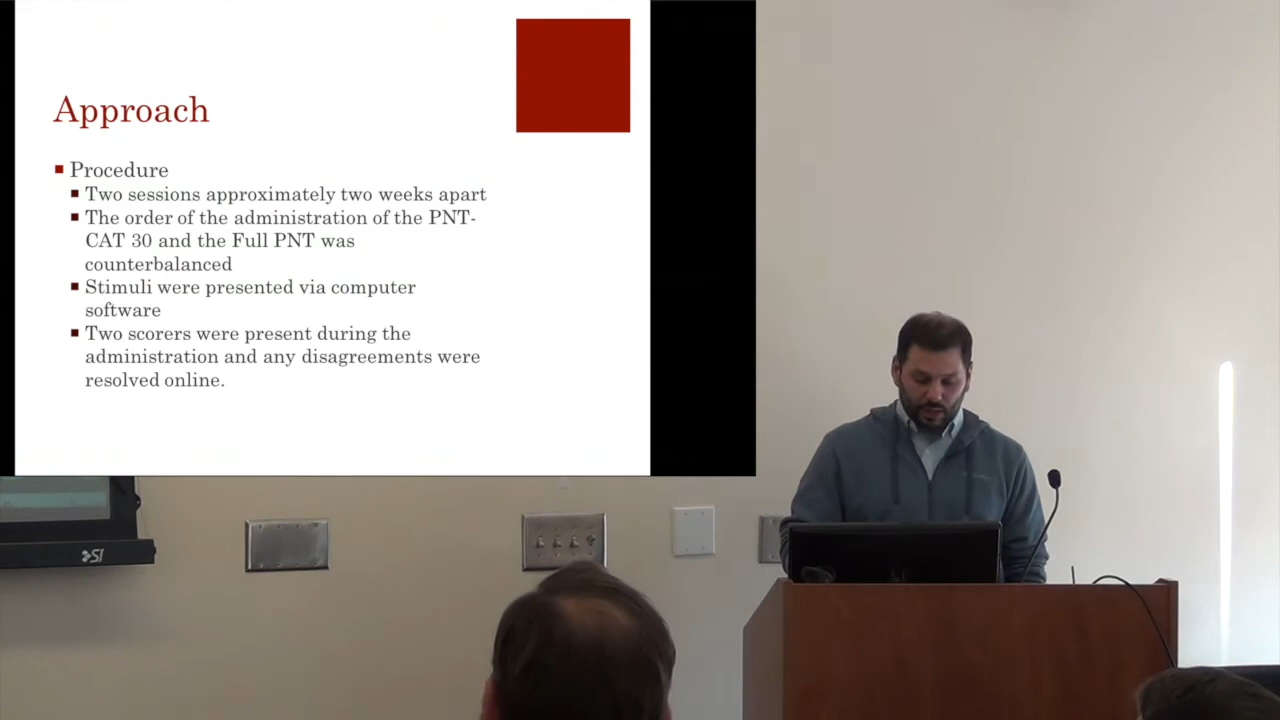 Approach
Procedure
Two sessions approximately two weeks apart
The order of the administration of the PNT-
CAT 30 and the Full PNT was
counterbalanced
Stimuli were presented via computer
software
Two scorers were present during the
administration and any disagreements were
resolved online.
SI